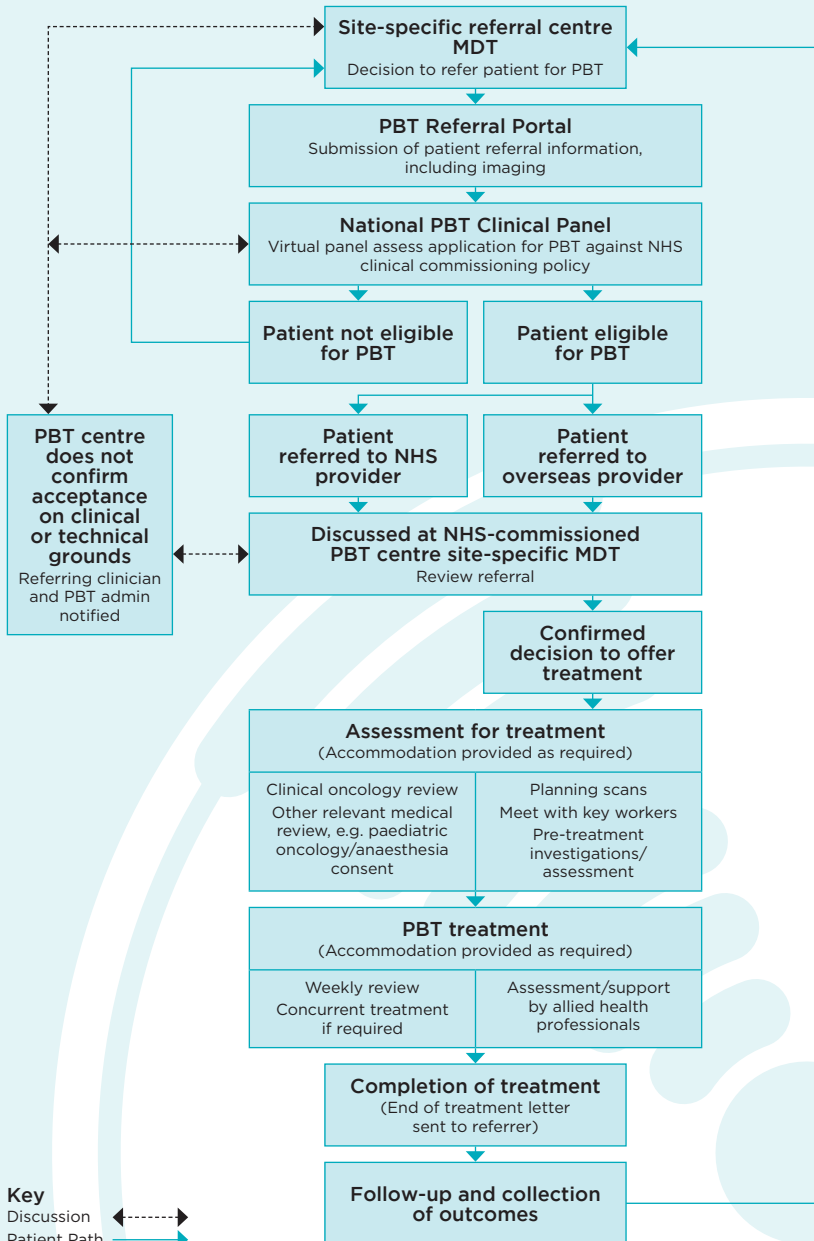 Site-specific referral centre
MDT
Decision to refer patient for PBT
PBT Referral Portal
Submission of patient referral information,
including imaging
National PBT Clinical Panel
Virtual panel assess application for PBT against NHS
clinical commissioning policy
Patient not eligible
for PBT
Patient eligible
for PBT
PBT centre
does not
confirm
acceptance
on clinical
or technical
grounds
Referring clinician
and PBT admin
notified
Patient
referred to NHS
provider
Patient
referred to
overseas provider
Discussed at NHS-commissioned
PBT centre site-specific MDT
Review referral
Confirmed
decision to offer
treatment
Assessment for treatment
(Accommodation provided as required)
Clinical oncology review
Other relevant medical
review, e.g. paediatric
oncology/anaesthesia
consent
Planning scans
Meet with key workers
Pre-treatment
investigations/
assessment
PBT treatment
(Accommodation provided as required)
Weekly review
Concurrent treatment
if required
Assessment/support
by allied health
professionals
Completion of treatment
(End of treatment letter
sent to referrer)
Follow-up and collection
of outcomes
Key
Discussion
Patient Path